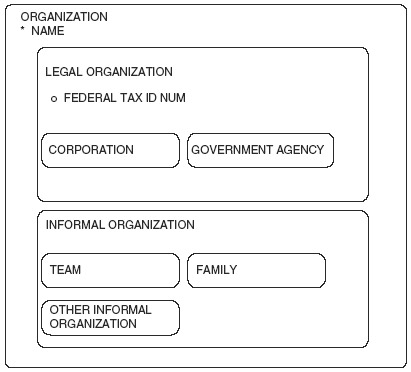 ORGANIZATION
* NAME
LEGAL ORGANIZATION
o FEDERAL TAX ID NUM
CORPORATION
GOVERNMENT AGENCY
INFORMAL ORGANIZATION
TEAM
FAMILY
OTHER INFORMAL
ORGANIZATION